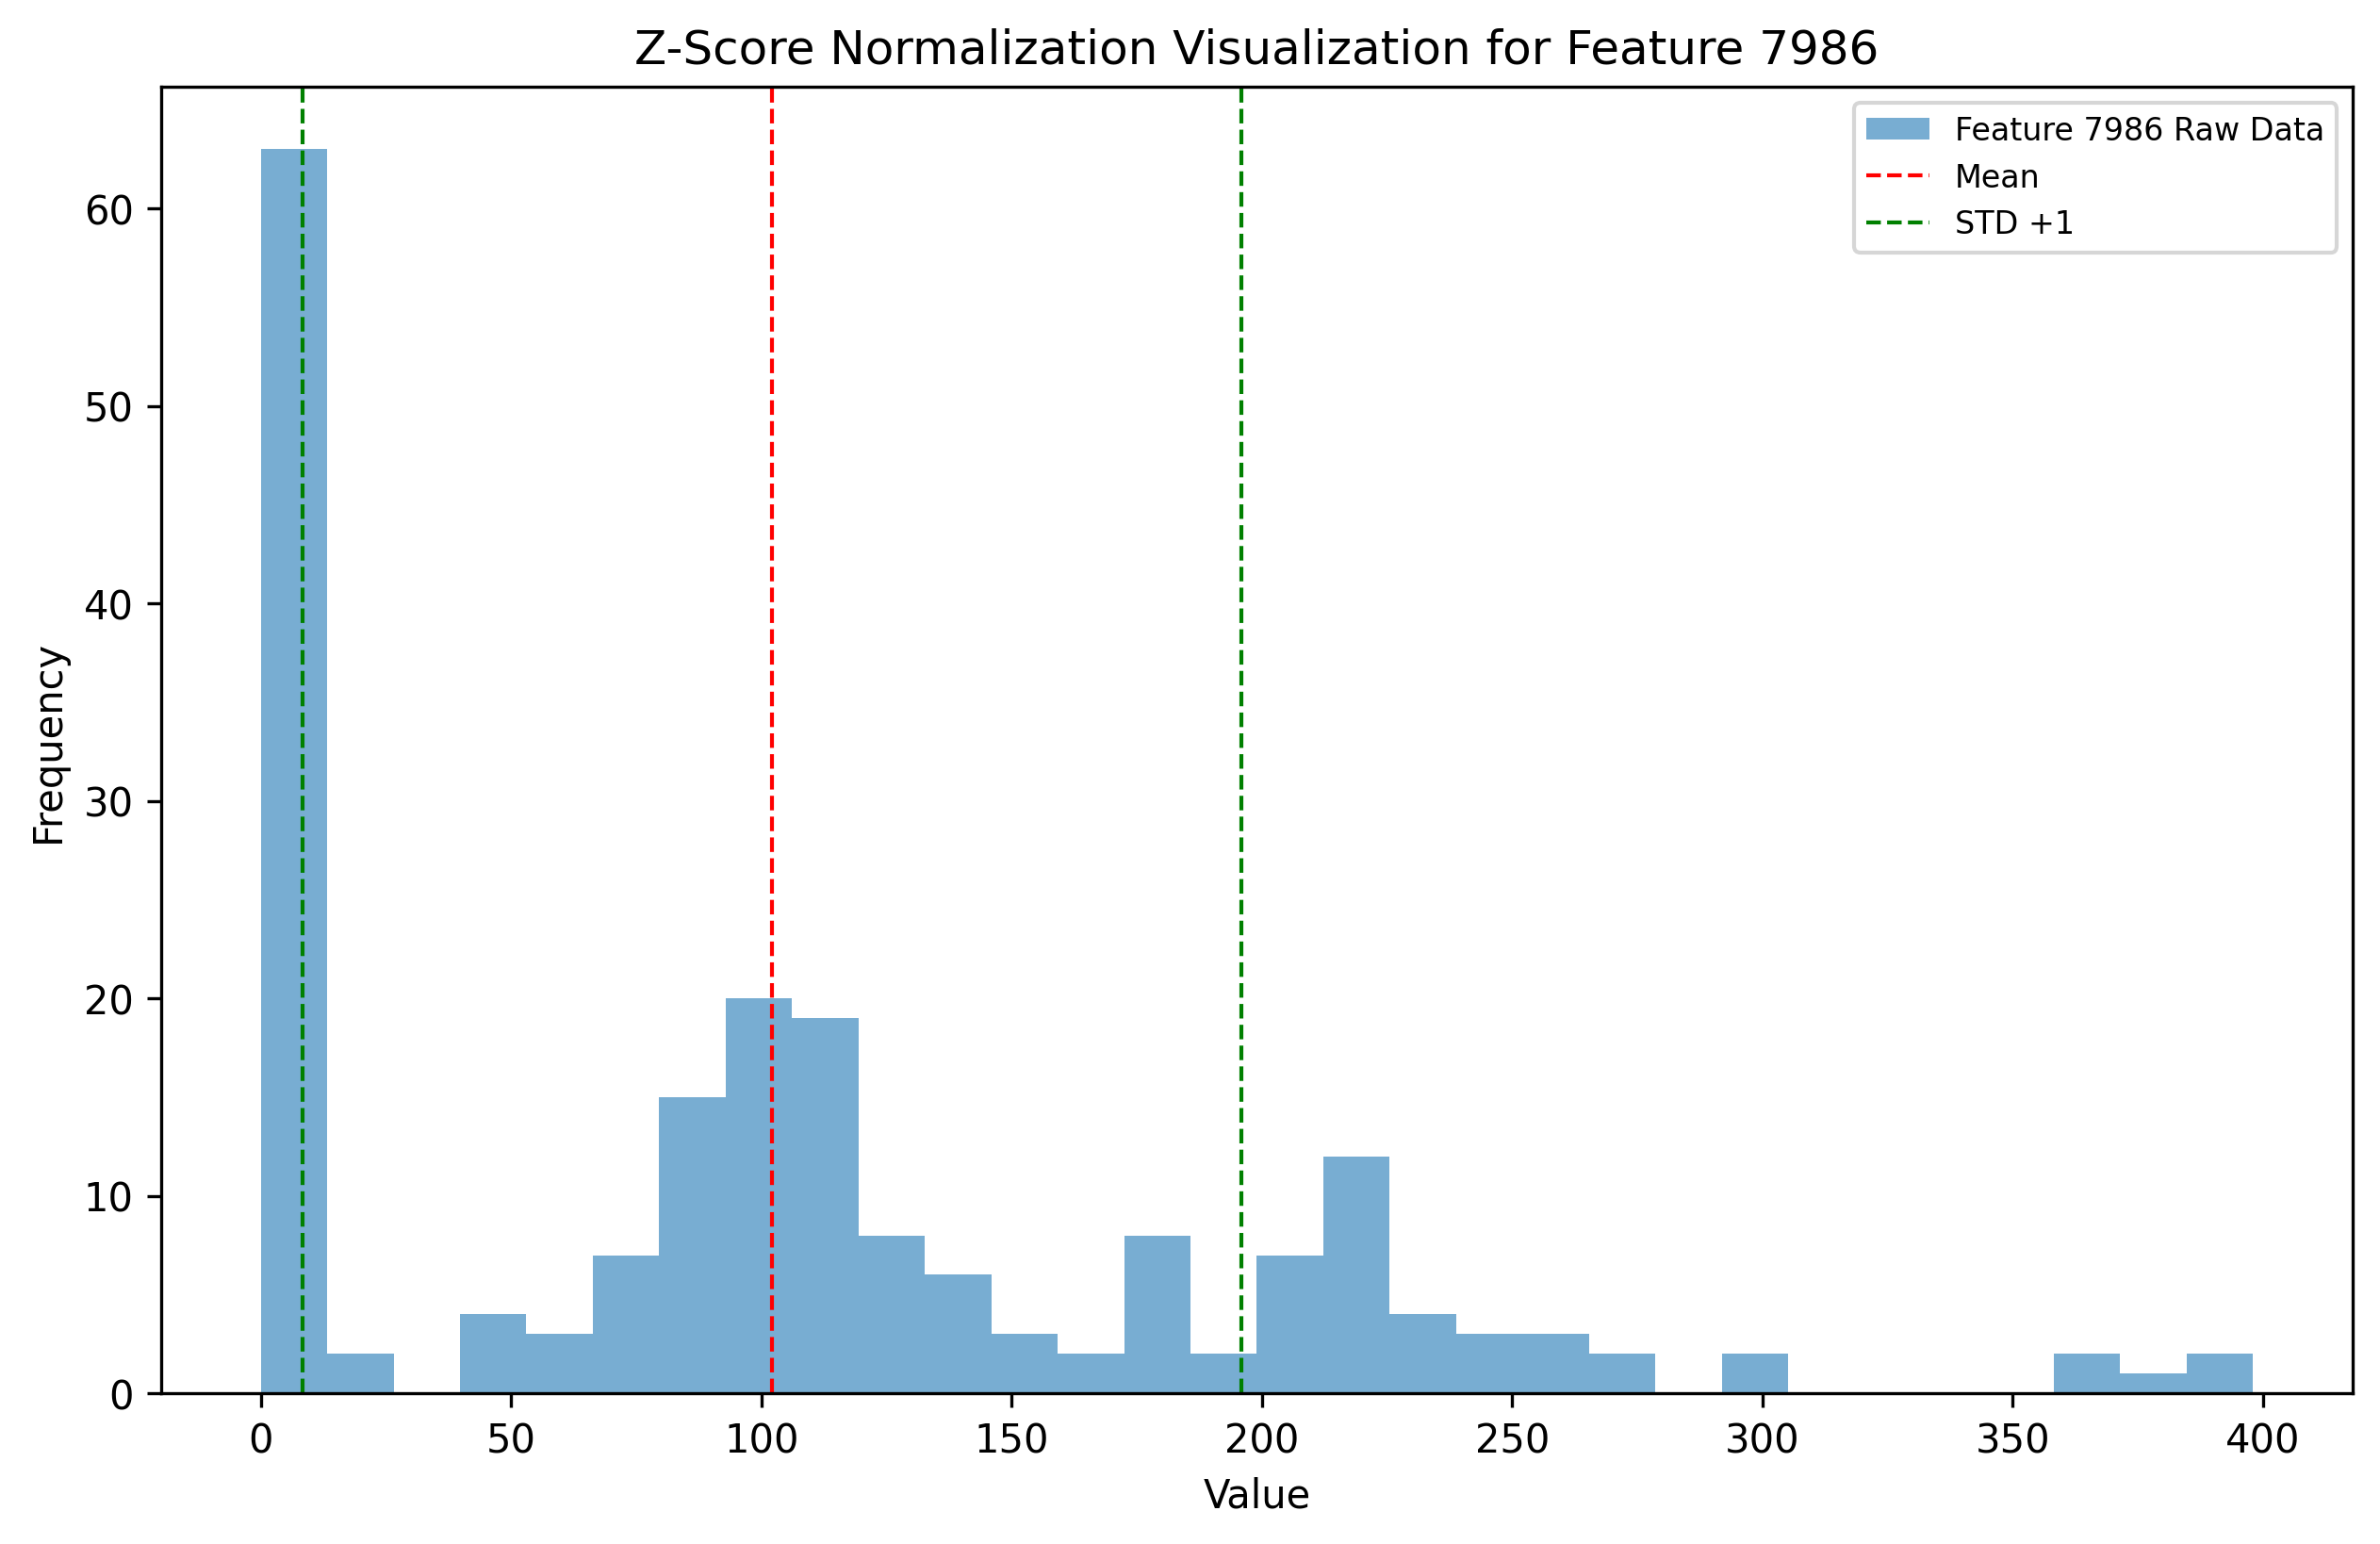 Z-Score Normalization Visualization for Feature 7986
Feature 7986 Raw Data
Mean
STD +1
60
50
40
30
20
10
0
Frequency
0 50 100 150 200 250 300 350 400
Value